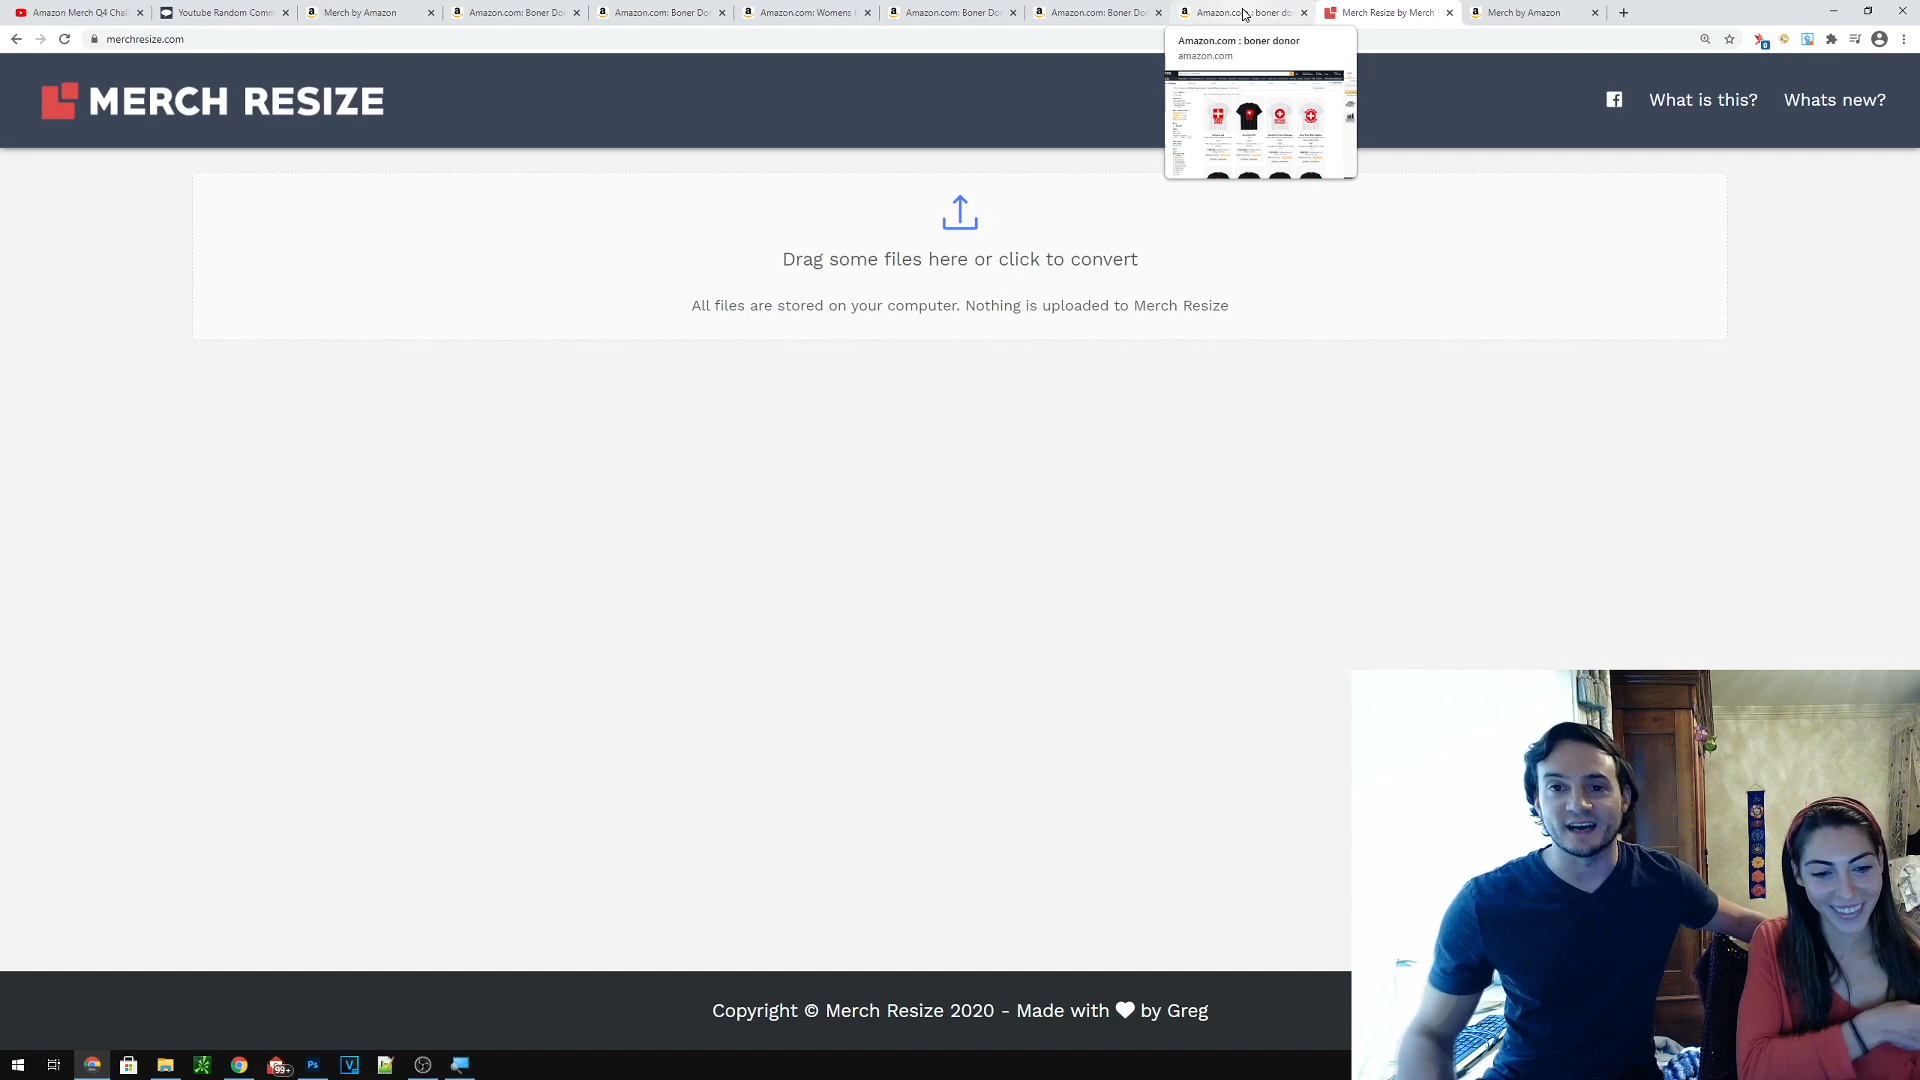 Amazon Merch Q4 Chall
Youtube Random Comm
Merch by Amazon
Amazon.com: Boner Do
Amazon.com: Boner Do
Amazon.com: Womens
Amazon.com: Boner Do
Amazon.com: Boner Do
Amazon.com : boner do
Merch Resize by Merch
Merch by Amazon
merchresize.com
Amazon.com : boner donor
amazon.com
MERCH RESIZE
What is this?
Whats new?
Drag some files here or click to convert
All files are stored on your computer. Nothing is uploaded to Merch Resize
Copyright © Merch Resize 2020 - Made with by Greg
99+
Ps